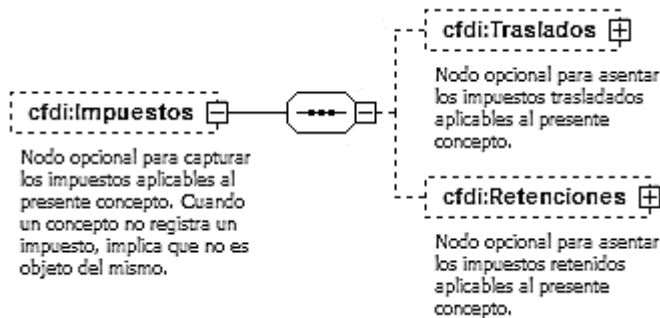 cfdi:Traslados
Nodo opcional para asentar
los impuestos trasladados
aplicables al presente
concepto.
cfdi:Impuestos
Nodo opcional para capturar
los impuestos aplicables al
presente concepto. Cuando
un concepto no registra un
impuesto, implica que no es
objeto del mismo.
cfdi:Retenciones
Nodo opcional para asentar
los impuestos retenidos
aplicables al presente
concepto.